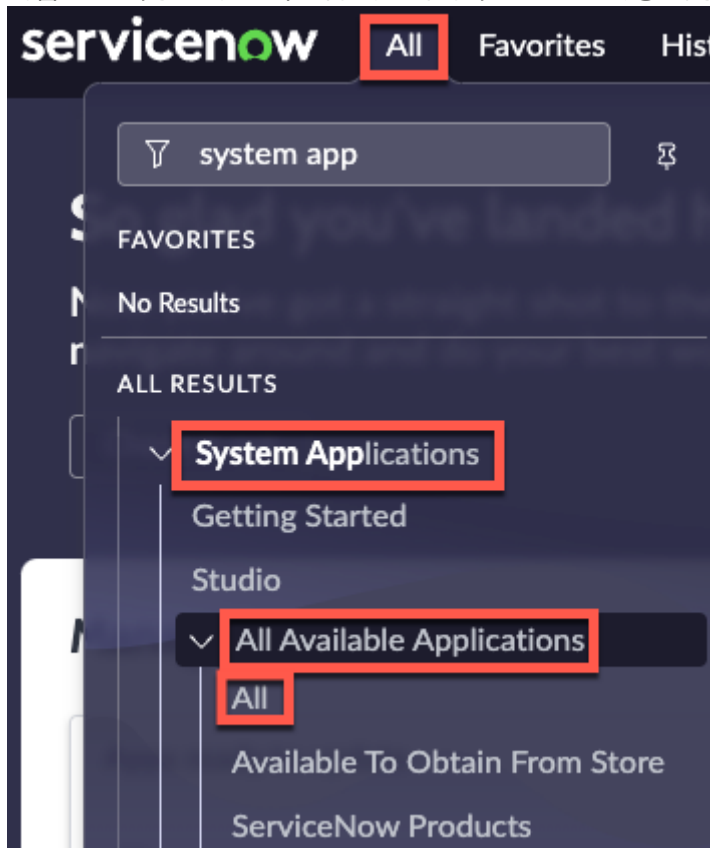 servicenow All Favorites
system app
FAVORITES
No Results
ALL RESULTS
System Applications
Getting Started
Studio
All Available Applications
All
Available To Obtain From Store
ServiceNow Products